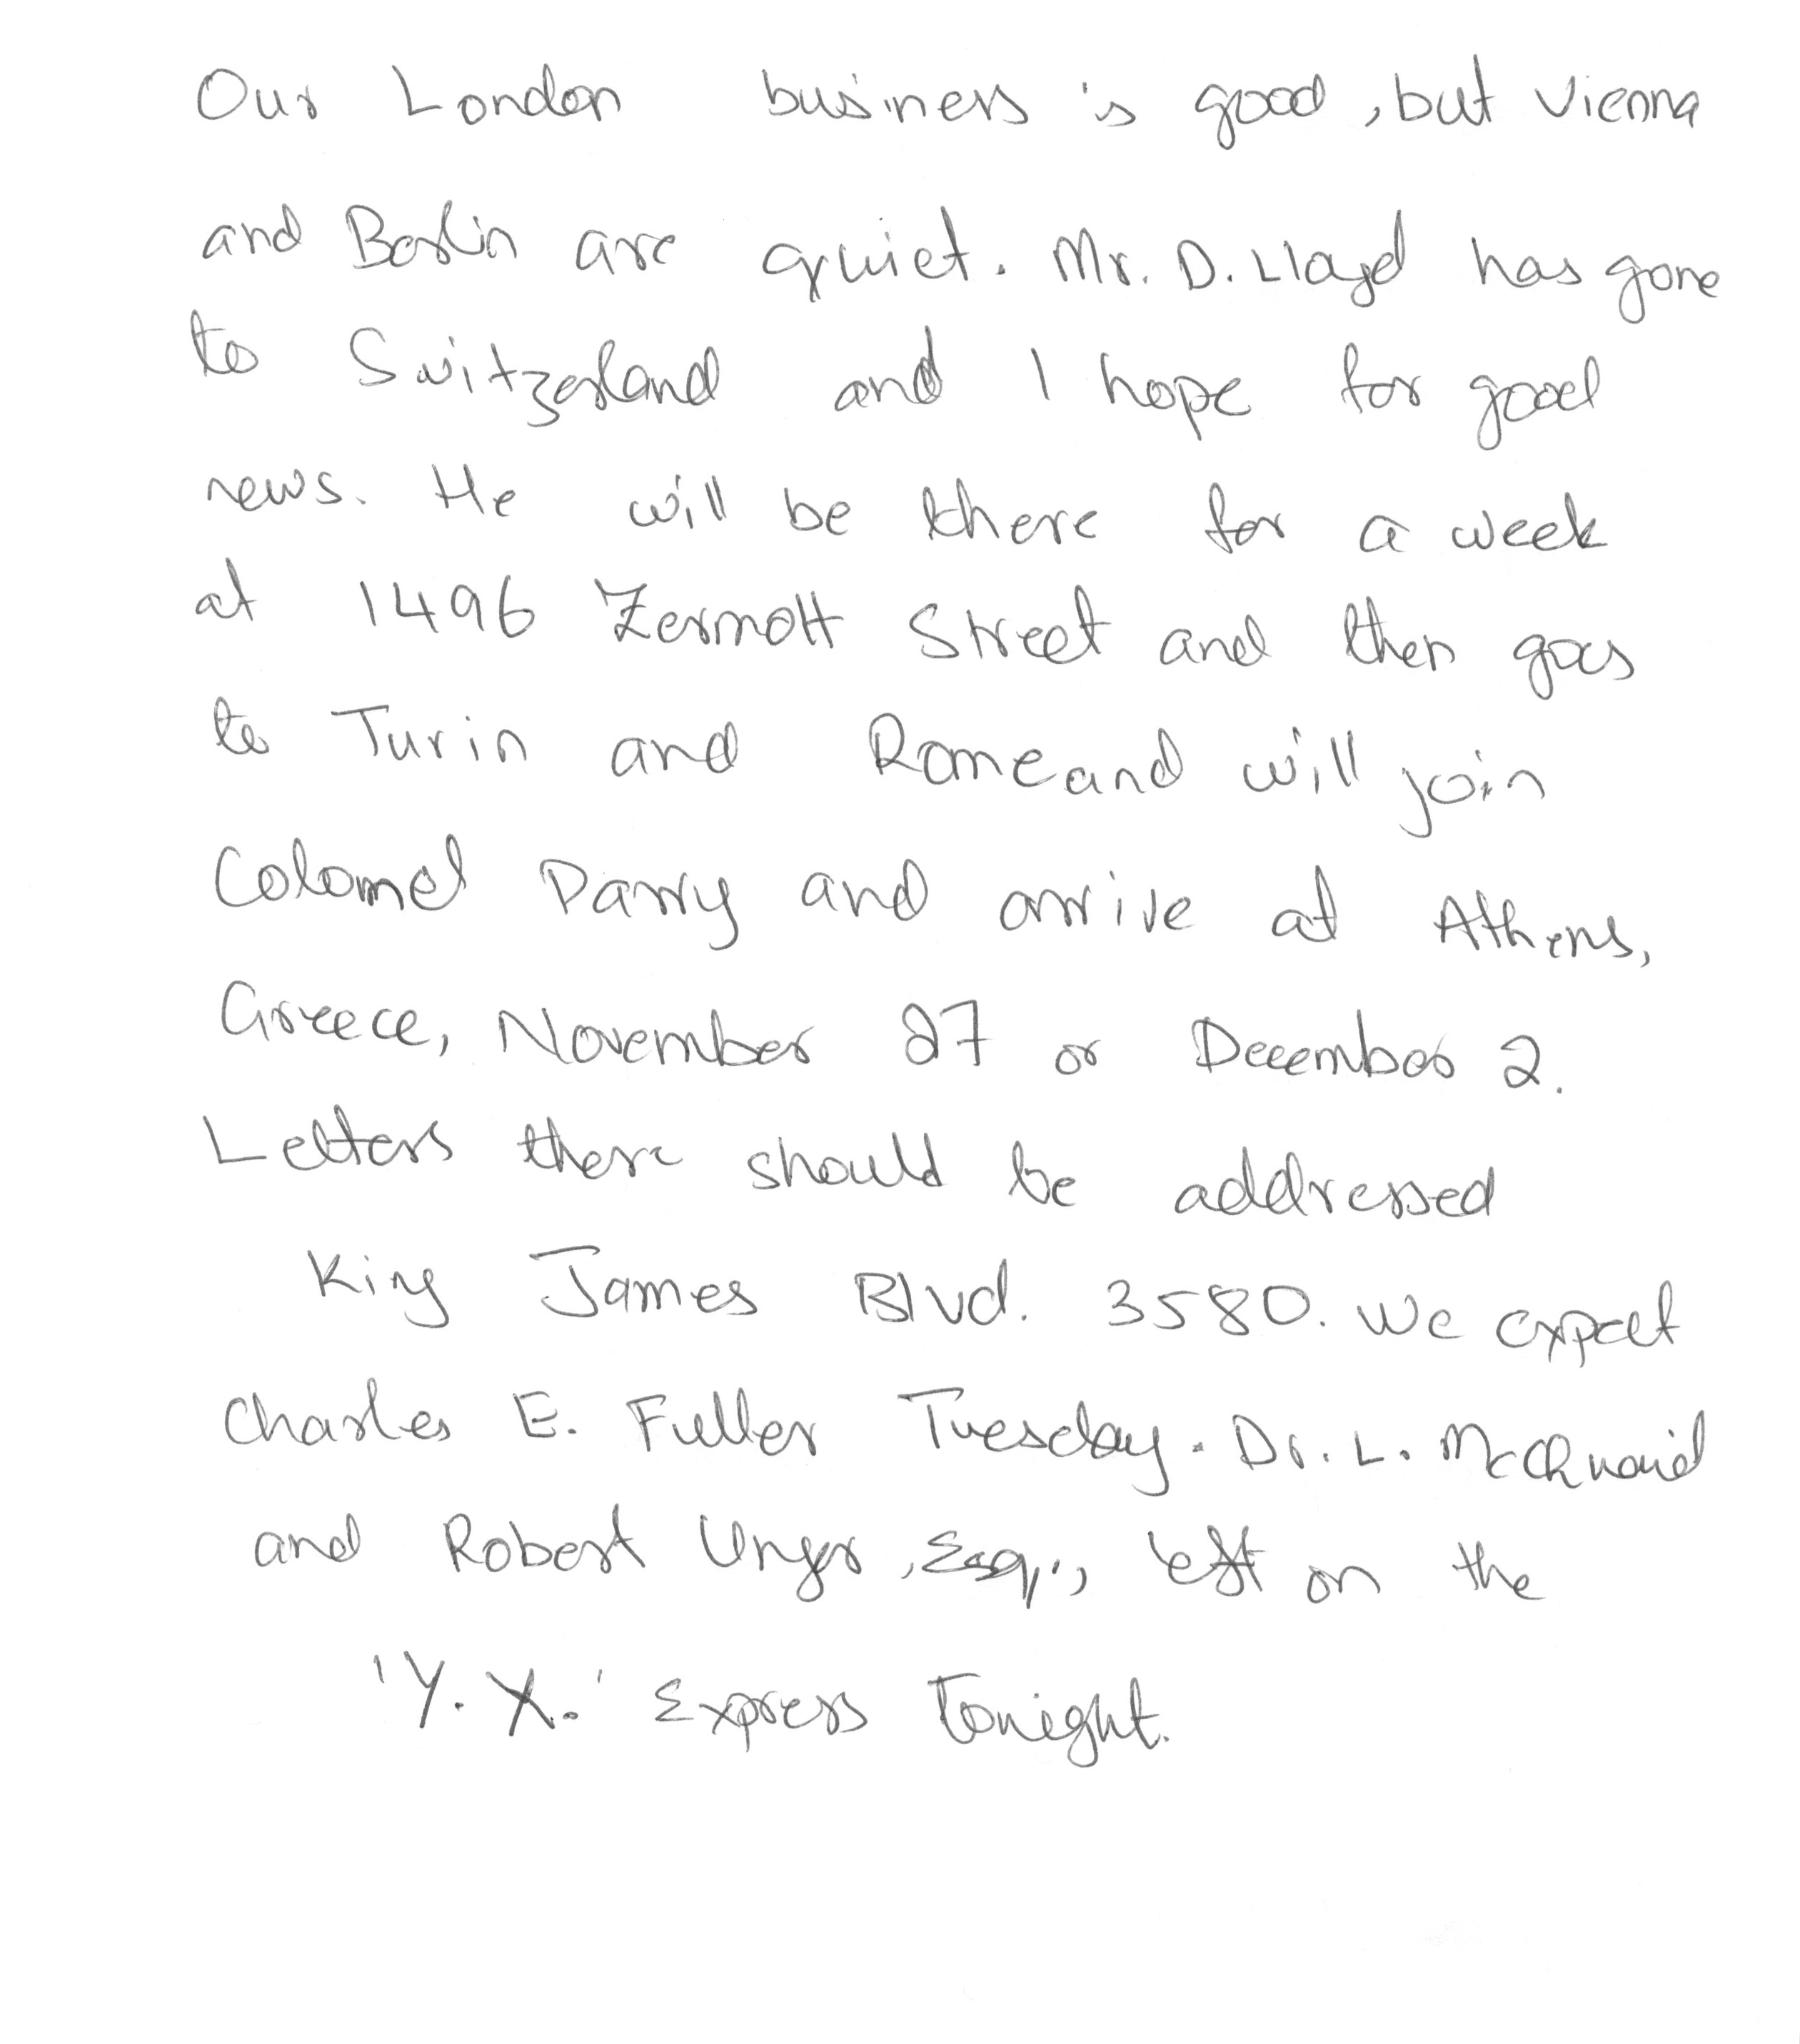 Our London business is good, but Vienna
and Berlin are quiet. Mr. D. Lloyd has gone
to Switzerland and I hope for good
news. He will be there for a week
at 1496 Zermott Street and then goes
to Turin and Rome and will join
Colonel Parry and arrive at Athens,
Greece, November 27 or December 2.
Letters there should be addressed
King James Blvd. 3580. We expect
Charles E. Fuller Tuesday. Dr. L. McQuaid
and Robert Unger, Esq., left on the
'Y. X.' Express tonight.